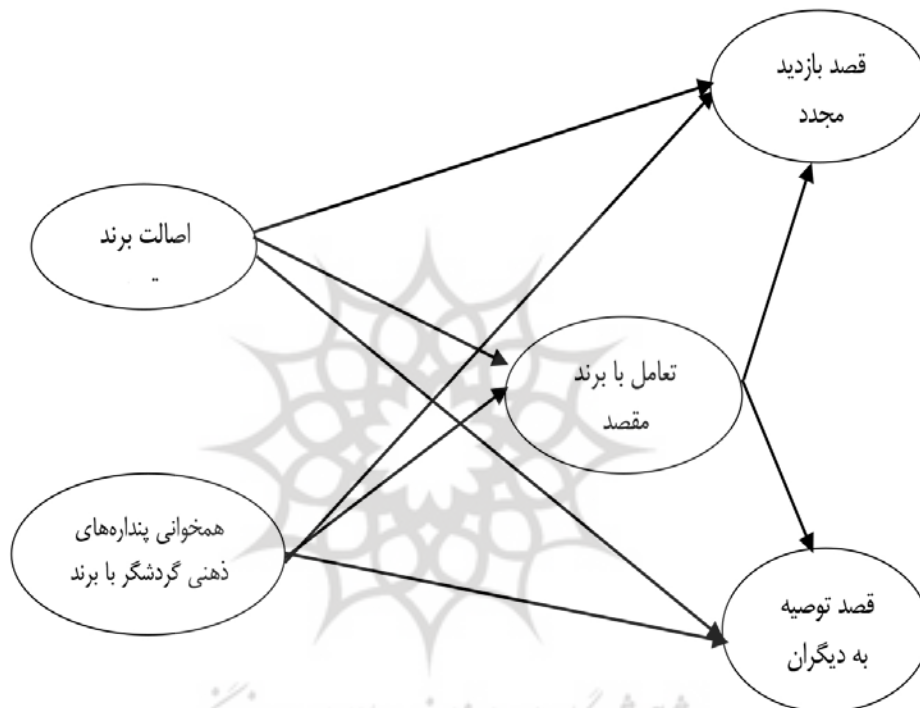 قصد بازدید
مجدد
اصالت برند
تعامل با برند
مقصد
همخوانی پنداره‌های
ذهنی گردشگر با برند
قصد توصیه
به دیگران